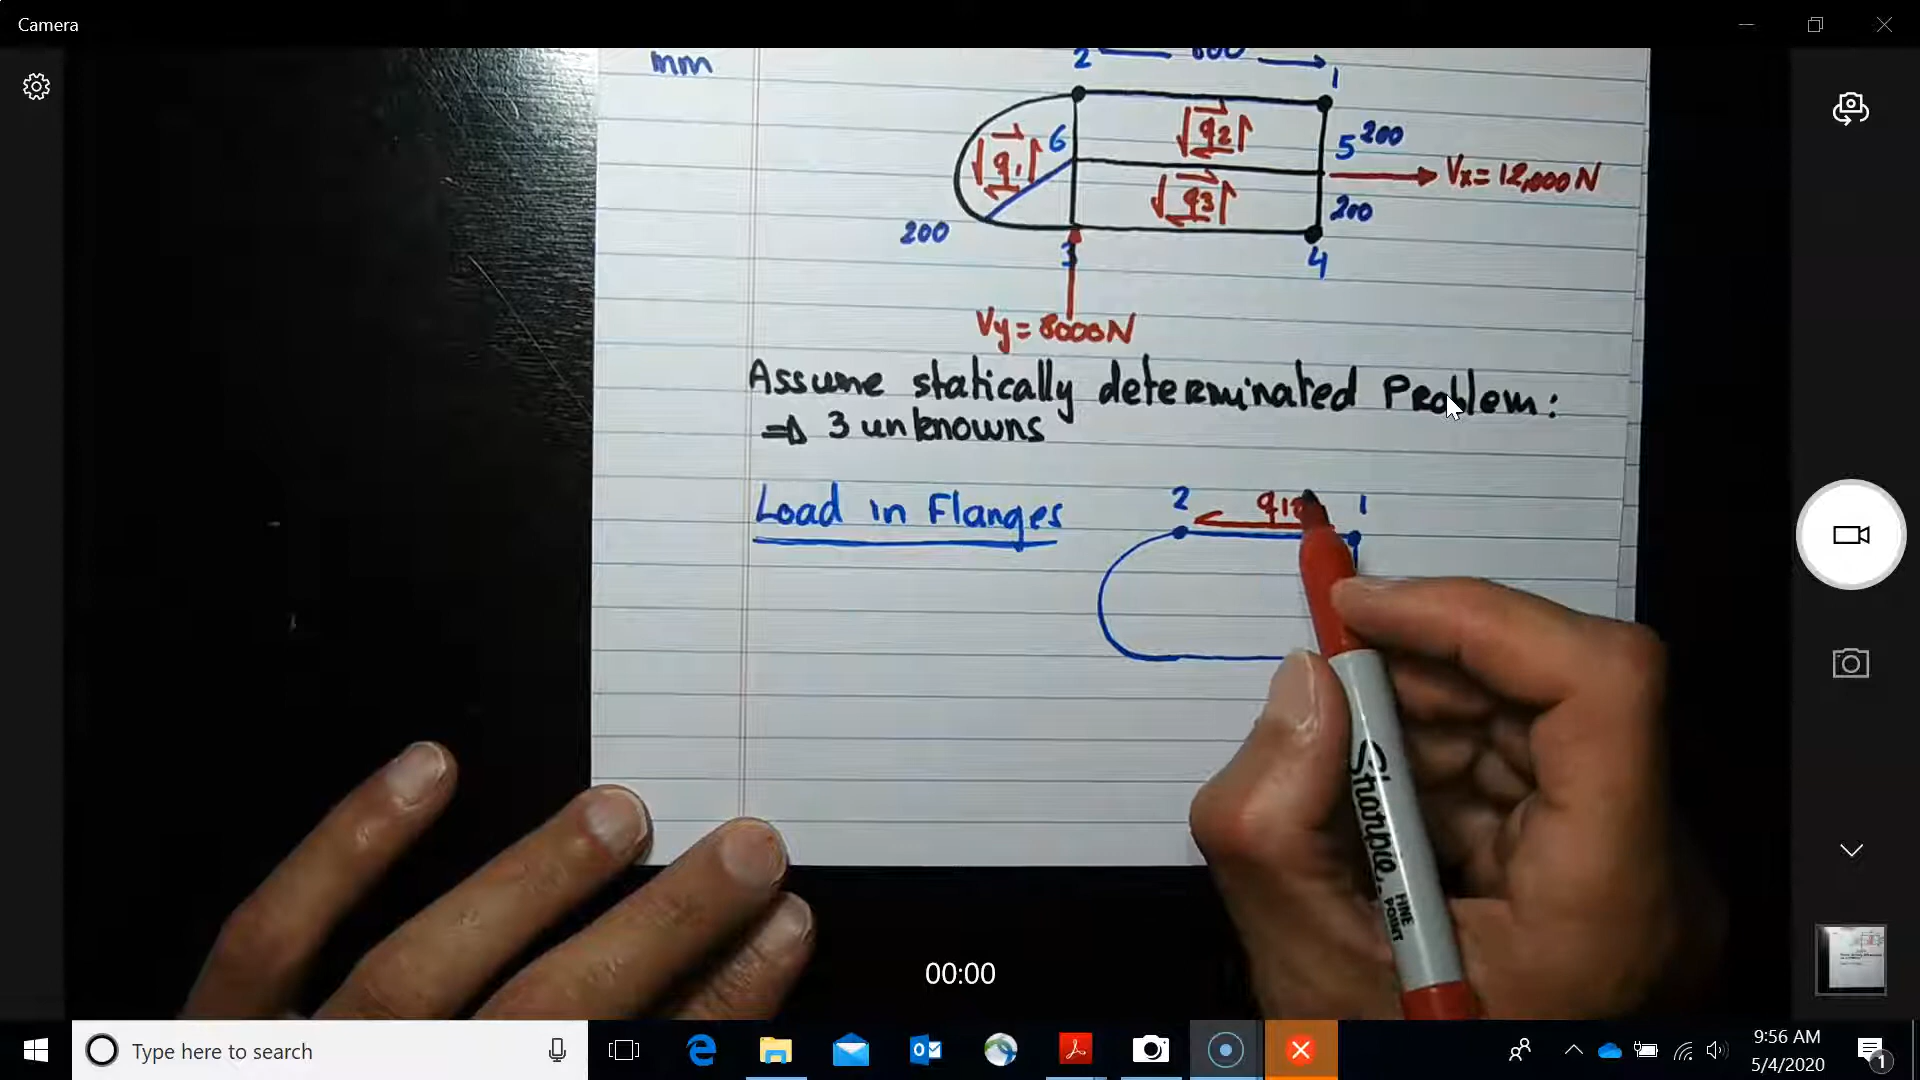 Camera
mm
2
1
6
q1
q2
q3
5
200
Vx = 12,000 N
200
200
3
4
Vy = 8000 N
Assume statically determinated Problem:
⇒ 3 unknowns
Load in Flanges
2
1
Sharpie
FINE
POINT
00:00
Type here to search
9:56 AM
5/4/2020
1